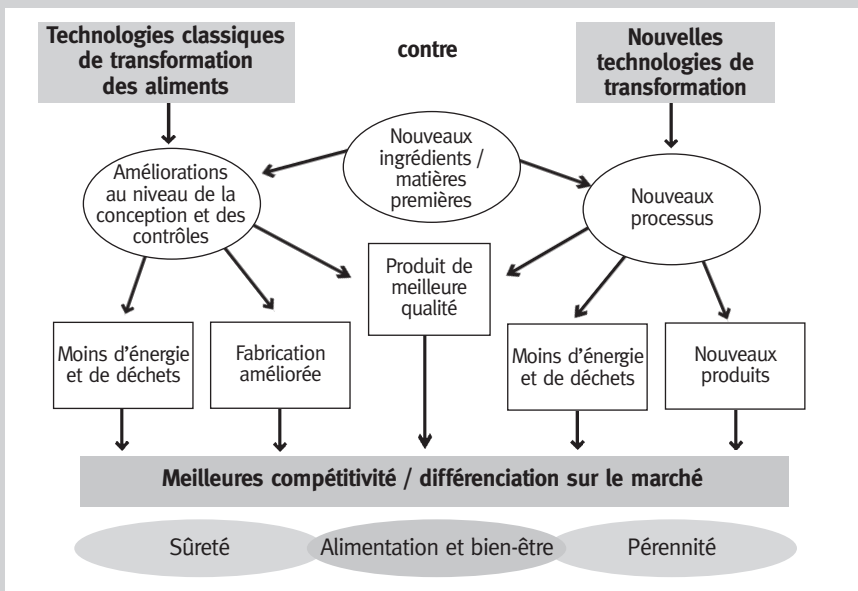 Technologies classiques
de transformation
des aliments
contre
Nouvelles
technologies de
transformation
Nouveaux
ingrédients /
matières
premières
Améliorations
au niveau de la
conception et des
contrôles
Nouveaux
processus
Produit de
meilleure
qualité
Moins d’énergie
et de déchets
Fabrication
améliorée
Moins d’énergie
et de déchets
Nouveaux
produits
Meilleures compétitivité / différenciation sur le marché
Sûreté
Alimentation et bien-être
Pérennité